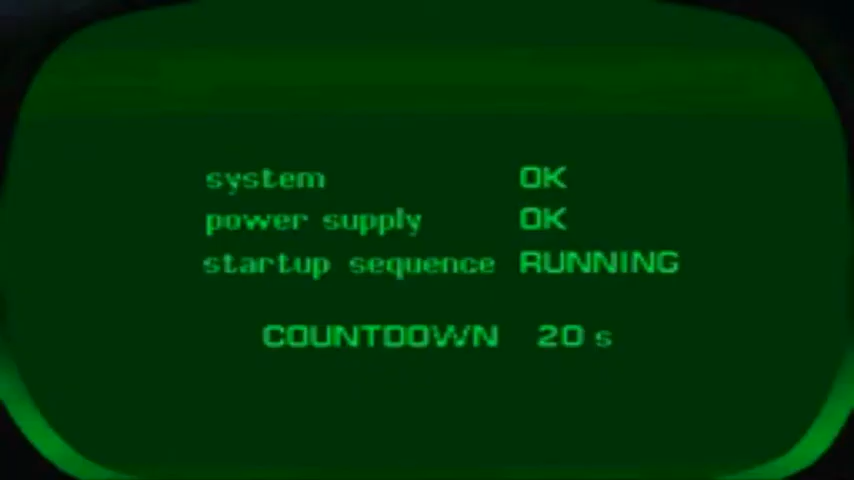 system OK
power supply OK
startup sequence RUNNING
COUNTDOWN 20 s